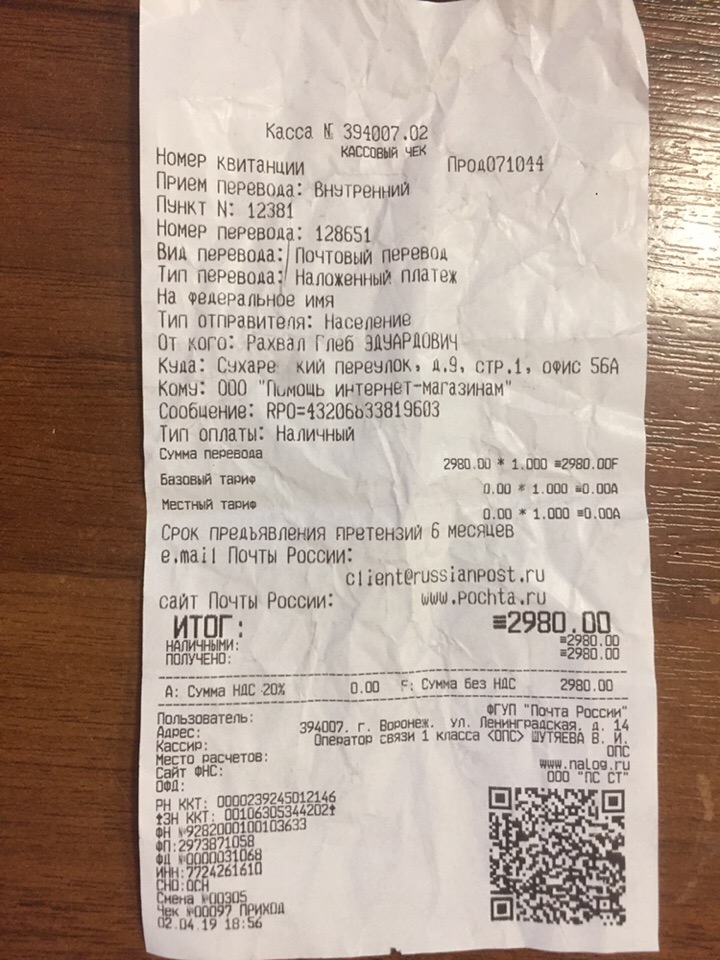 Касса № 394007.02
КАССОВЫЙ ЧЕК
Номер квитанции Прод071044
Прием перевода: Внутренний
Пункт N: 12381
Номер перевода: 128651
Вид перевода: Почтовый перевод
Тип перевода: Наложенный платеж
На федеральное имя
Тип отправителя: Население
От кого: Рахвал Глеб ЭДУАРДОВИЧ
Куда: Сухаре кий переулок, д.9, стр.1, офис 56А
Кому: ООО "Помощь интернет-магазинам"
Сообщение: RPO=43206833819603
Тип оплаты: Наличный
Сумма перевода
2980.00 * 1.000 ≡2980.00F
Базовый тариф
0.00 * 1.000 ≡0.00А
Местный тариф
0.00 * 1.000 ≡0.00А
Срок предъявления претензий 6 месяцев
e.mail Почты России:
client@russianpost.ru
сайт Почты России: www.pochta.ru
ИТОГ: ≡2980.00
НАЛИЧНЫМИ: ≡2980.00
ПОЛУЧЕНО: ≡2980.00
А: Сумма НДС 20% 0.00 F: Сумма без НДС 2980.00
Пользователь: ФГУП "Почта России"
Адрес: 394007. г. Воронеж. ул. Ленинградская, д. 14
Кассир: Оператор связи 1 класса <ОПС> ШУТЯЕВА В. И.
Место расчетов: ОПС
Сайт ФНС: www.nalog.ru
ОФД: ООО "ПС СТ"
РН ККТ: 0000239245012146
ЗН ККТ: 00106305344202
ФН №9282000100103633
ФП:2973871058
ФД №0000031068
ИНН:7724261610
СНО:ОСН
Смена №00305
Чек №00097 ПРИХОД
02.04.19 18:56